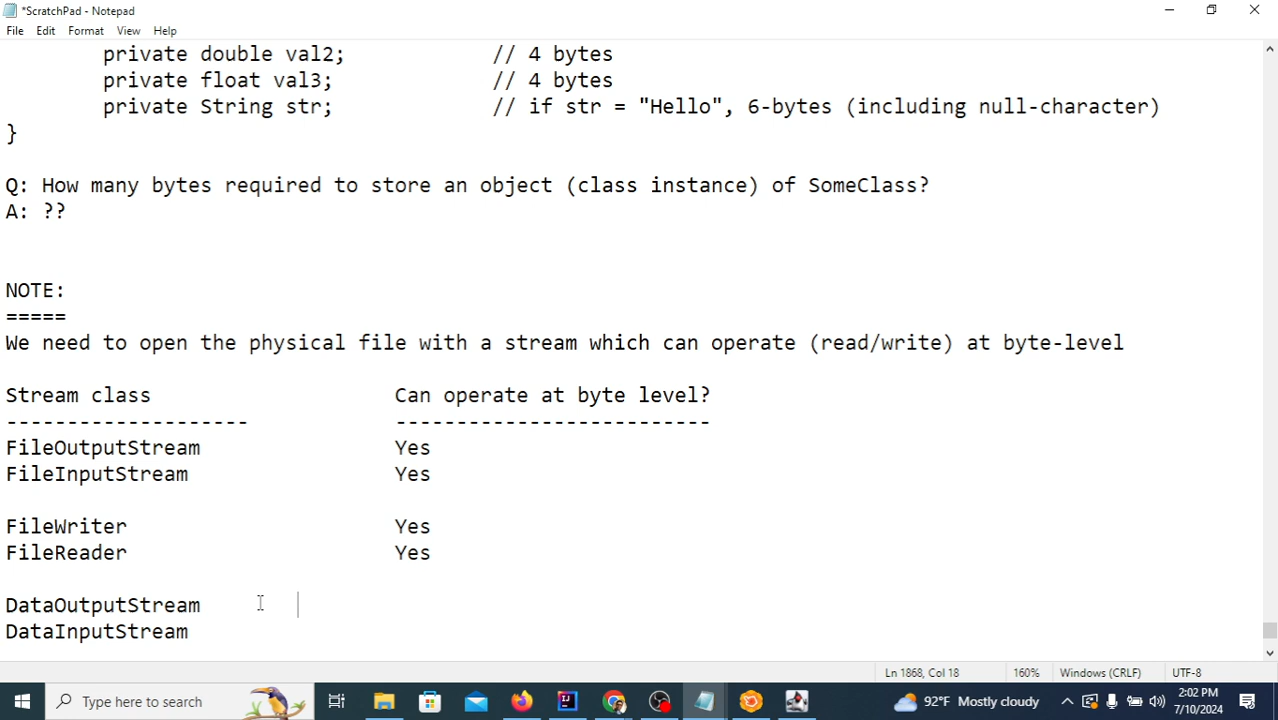 *ScratchPad - Notepad
File Edit Format View Help
private double val2; // 4 bytes
private float val3; // 4 bytes
private String str; // if str = "Hello", 6-bytes (including null-character)
}
Q: How many bytes required to store an object (class instance) of SomeClass?
A: ??
NOTE:
=====
We need to open the physical file with a stream which can operate (read/write) at byte-level
Stream class Can operate at byte level?
-------------------- --------------------------
FileOutputStream Yes
FileInputStream Yes
FileWriter Yes
FileReader Yes
DataOutputStream
DataInputStream
Ln 1868, Col 18 160% Windows (CRLF) UTF-8
Type here to search 92°F Mostly cloudy 2:02 PM
7/10/2024